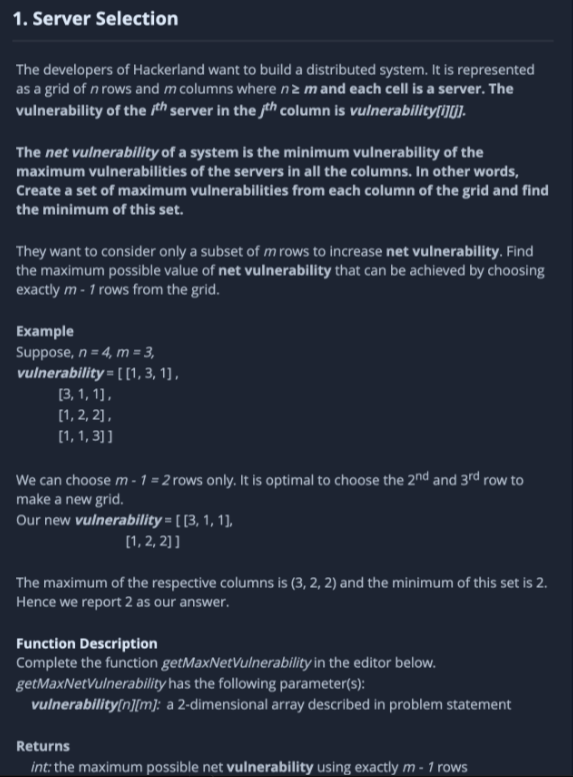 1. Server Selection
The developers of Hackerland want to build a distributed system. It is represented
as a grid of n rows and m columns where n ≥ m and each cell is a server. The
vulnerability of the ith server in the jth column is vulnerability[i][j].
The net vulnerability of a system is the minimum vulnerability of the
maximum vulnerabilities of the servers in all the columns. In other words,
Create a set of maximum vulnerabilities from each column of the grid and find
the minimum of this set.
They want to consider only a subset of m rows to increase net vulnerability. Find
the maximum possible value of net vulnerability that can be achieved by choosing
exactly m - 1 rows from the grid.
Example
Suppose, n = 4, m = 3,
vulnerability = [ [1, 3, 1] ,
[3, 1, 1] ,
[1, 2, 2] ,
[1, 1, 3] ]
We can choose m - 1 = 2 rows only. It is optimal to choose the 2nd and 3rd row to
make a new grid.
Our new vulnerability = [ [3, 1, 1],
[1, 2, 2] ]
The maximum of the respective columns is (3, 2, 2) and the minimum of this set is 2.
Hence we report 2 as our answer.
Function Description
Complete the function getMaxNetVulnerability in the editor below.
getMaxNetVulnerability has the following parameter(s):
vulnerability[n][m]: a 2-dimensional array described in problem statement
Returns
int: the maximum possible net vulnerability using exactly m - 1 rows